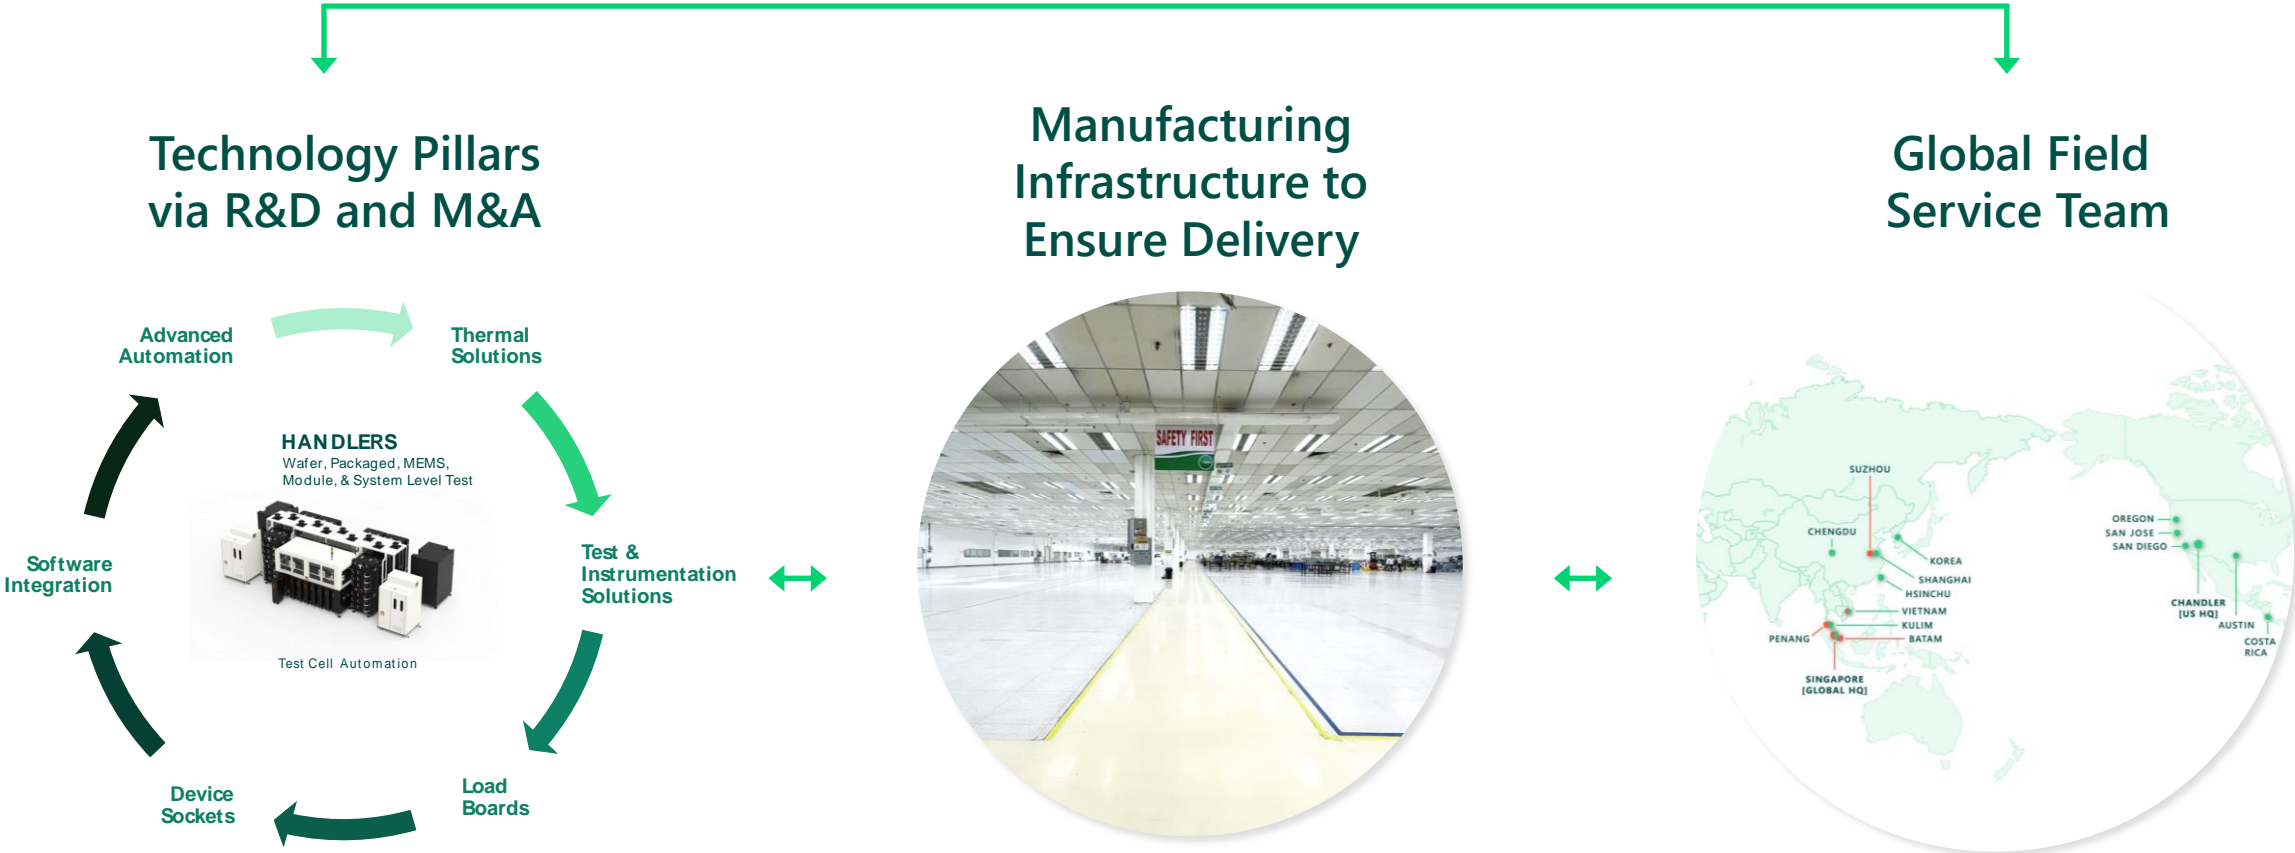 Technology Pillars
via R&D and M&A
Advanced
Automation
Thermal
Solutions
HANDLERS
Wafer, Packaged, MEMS,
Module, & System Level Test
Software
Integration
Test &
Instrumentation
Solutions
Test Cell Automation
Device
Sockets
Load
Boards
Manufacturing
Infrastructure to
Ensure Delivery
SAFETY FIRST
Global Field
Service Team
SUZHOU
CHENGDU
KOREA
SHANGHAI
HSINCHU
VIETNAM
KULIM
PENANG
BATAM
SINGAPORE
[GLOBAL HQ]
OREGON
SAN JOSE
SAN DIEGO
CHANDLER
[US HQ]
AUSTIN
COSTA
RICA